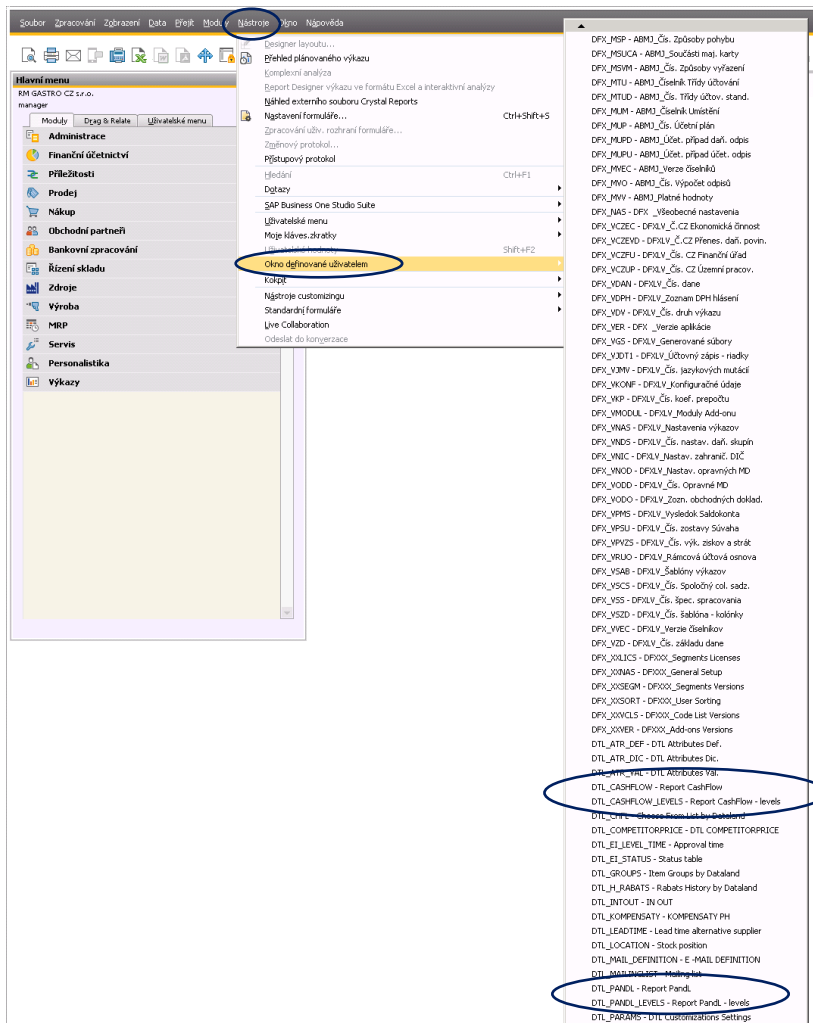 Soubor Zpracování Zobrazení Data Přejít Moduly Nástroje Okno Nápověda
Hlavní menu
RM GASTRO CZ s.r.o.
manager
Moduly Drag & Relate Uživatelské menu
Administrace
Finanční účetnictví
Příležitosti
Prodej
Nákup
Obchodní partneři
Bankovní zpracování
Řízení skladu
Zdroje
Výroba
MRP
Servis
Personalistika
Výkazy
Designer layoutu...
Přehled plánovaného výkazu
Komplexní analýza
Report Designer výkazu ve formátu Excel a interaktivní analýzy
Náhled externího souboru Crystal Reports
Nastavení formuláře... Ctrl+Shift+S
Zpracování uživ. rozhraní formuláře...
Změnový protokol...
Přístupový protokol
Hledání Ctrl+F1
Dotazy
SAP Business One Studio Suite
Uživatelské menu
Moje kláves.zkratky
Uživatelské hodnoty Shift+F2
Okno definované uživatelem
Kokpit
Nástroje customizingu
Standardní formuláře
Live Collaboration
Odeslat do konverzace
DFX_MSP - ABMJ_Čís. Způsoby pohybu
DFX_MSUCA - ABMJ_Součásti maj. karty
DFX_MSVM - ABMJ_Čís. Způsoby vyřazení
DFX_MTU - ABMJ_Číselník Třídy účtování
DFX_MTUD - ABMJ_Čís. Třídy účtov. stand.
DFX_MUM - ABMJ_Číselník Umístění
DFX_MUP - ABMJ_Čís. Účetní plán
DFX_MUPD - ABMJ_Účet. případ daň. odpis
DFX_MUPU - ABMJ_Účet. případ účet. odpis
DFX_MVEC - ABMJ_Verze číselníků
DFX_MVO - ABMJ_Čís. Výpočet odpisů
DFX_MVV - ABMJ_Platné hodnoty
DFX_NAS - DFX _Všeobecné nastavenia
DFX_VCZEC - DFXLV_Č.CZ Ekonomická činnost
DFX_VCZEVD - DFXLV_Č.CZ Přenes. daň. povin.
DFX_VCZFU - DFXLV_Čís. CZ Finanční úřad
DFX_VCZUP - DFXLV_Čís. CZ Územní pracov.
DFX_VDAN - DFXLV_Čís. dane
DFX_VDPH - DFXLV_Zoznam DPH hlásení
DFX_VDV - DFXLV_Čís. druh výkazu
DFX_VER - DFX _Verzie aplikácie
DFX_VGS - DFXLV_Generované súbory
DFX_VJDT1 - DFXLV_Účtovný zápis - riadky
DFX_VJMV - DFXLV_Čís. jazykových mutácií
DFX_VKONF - DFXLV_Konfiguračné údaje
DFX_VKP - DFXLV_Čís. koef. prepočtu
DFX_VMODUL - DFXLV_Moduly Add-onu
DFX_VNAS - DFXLV_Nastavenia výkazov
DFX_VNDS - DFXLV_Čís. nastav. daň. skupín
DFX_VNIC - DFXLV_Nastav. zahranič. DIČ
DFX_VNOD - DFXLV_Nastav. opravných MD
DFX_VODD - DFXLV_Čís. Opravné MD
DFX_VODO - DFXLV_Zozn. obchodných doklad.
DFX_VPMS - DFXLV_Vysledok Saldokonta
DFX_VPSU - DFXLV_Čís. zostavy Súvaha
DFX_VPVZS - DFXLV_Čís. výk. ziskov a strát
DFX_VRUO - DFXLV_Rámcová účtová osnova
DFX_VSAB - DFXLV_Šablóny výkazov
DFX_VSCS - DFXLV_Čís. Spoločný col. sadz.
DFX_VSS - DFXLV_Čís. špec. spracovania
DFX_VSZD - DFXLV_Čís. šablóna - kolónky
DFX_VVEC - DFXLV_Verzie číselníkov
DFX_VZD - DFXLV_Čís. základu dane
DFX_XXLICS - DFXXX_Segments Licenses
DFX_XXNAS - DFXXX_General Setup
DFX_XXSEGM - DFXXX_Segments Versions
DFX_XXSORT - DFXXX_User Sorting
DFX_XXVCLS - DFXXX_Code List Versions
DFX_XXVER - DFXXX_Add-ons Versions
DTL_ATR_DEF - DTL Attributes Def.
DTL_ATR_DIC - DTL Attributes Dic.
DTL_ATR_VAL - DTL Attributes Val.
DTL_CASHFLOW - Report CashFlow
DTL_CASHFLOW_LEVELS - Report CashFlow - levels
DTL_CHFL - Choose From List by Dataland
DTL_COMPETITORPRICE - DTL COMPETITORPRICE
DTL_EI_LEVEL_TIME - Approval time
DTL_EI_STATUS - Status table
DTL_GROUPS - Item Groups by Dataland
DTL_H_RABATS - Rabats History by Dataland
DTL_INTOUT - IN OUT
DTL_KOMPENSATY - KOMPENSATY PH
DTL_LEADTIME - Lead time alternative supplier
DTL_LOCATION - Stock position
DTL_MAIL_DEFINITION - E -MAIL DEFINITION
DTL_MAILINGLIST - Mailing list
DTL_PANDL - Report PandL
DTL_PANDL_LEVELS - Report PandL - levels
DTL_PARAMS - DTL Customizations Settings